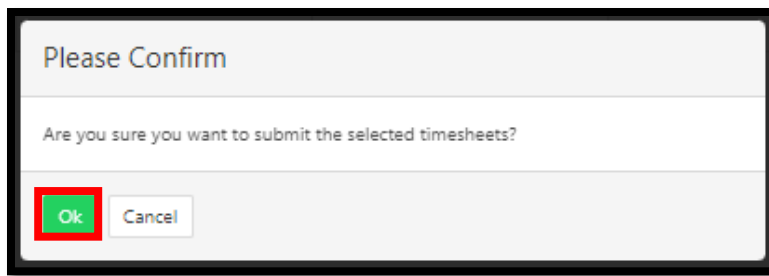 Please Confirm
Are you sure you want to submit the selected timesheets?
Ok Cancel